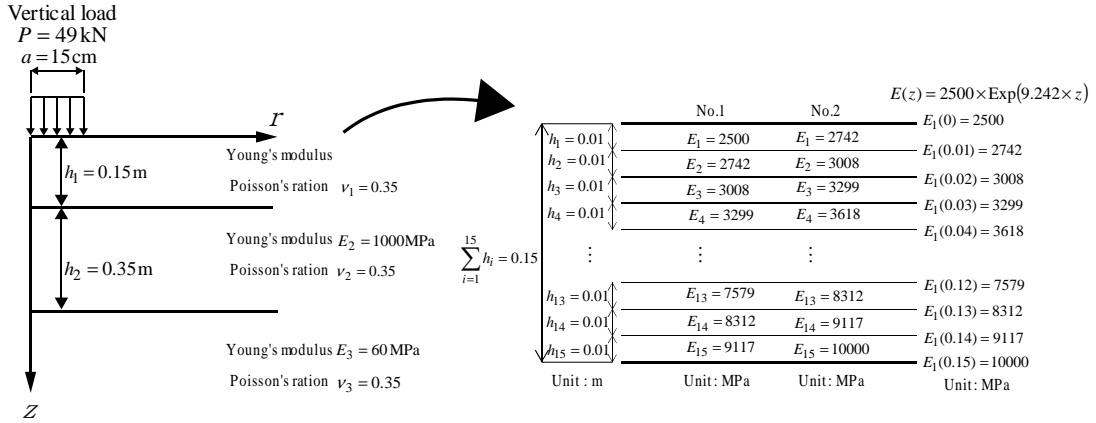 Vertical load
P = 49 kN
a = 15 cm
r
h₁ = 0.15 m
Young's modulus
Poisson's ration ν₁ = 0.35
h₂ = 0.35 m
Young's modulus E₂ = 1000MPa
Poisson's ration ν₂ = 0.35
Young's modulus E₃ = 60MPa
Poisson's ration ν₃ = 0.35
z
E(z) = 2500×Exp(9.242×z)
No.1 No.2
E₁(0) = 2500
h₁ = 0.01 E₁ = 2500 E₁ = 2742
E₁(0.01) = 2742
h₂ = 0.01 E₂ = 2742 E₂ = 3008
E₁(0.02) = 3008
h₃ = 0.01 E₃ = 3008 E₃ = 3299
E₁(0.03) = 3299
h₄ = 0.01 E₄ = 3299 E₄ = 3618
E₁(0.04) = 3618
∑ᵢ₌₁¹⁵ hᵢ = 0.15 ⋮ ⋮ ⋮
E₁(0.12) = 7579
h₁₃ = 0.01 E₁₃ = 7579 E₁₃ = 8312
E₁(0.13) = 8312
h₁₄ = 0.01 E₁₄ = 8312 E₁₄ = 9117
E₁(0.14) = 9117
h₁₅ = 0.01 E₁₅ = 9117 E₁₅ = 10000
E₁(0.15) = 10000
Unit : m Unit : MPa Unit : MPa Unit : MPa